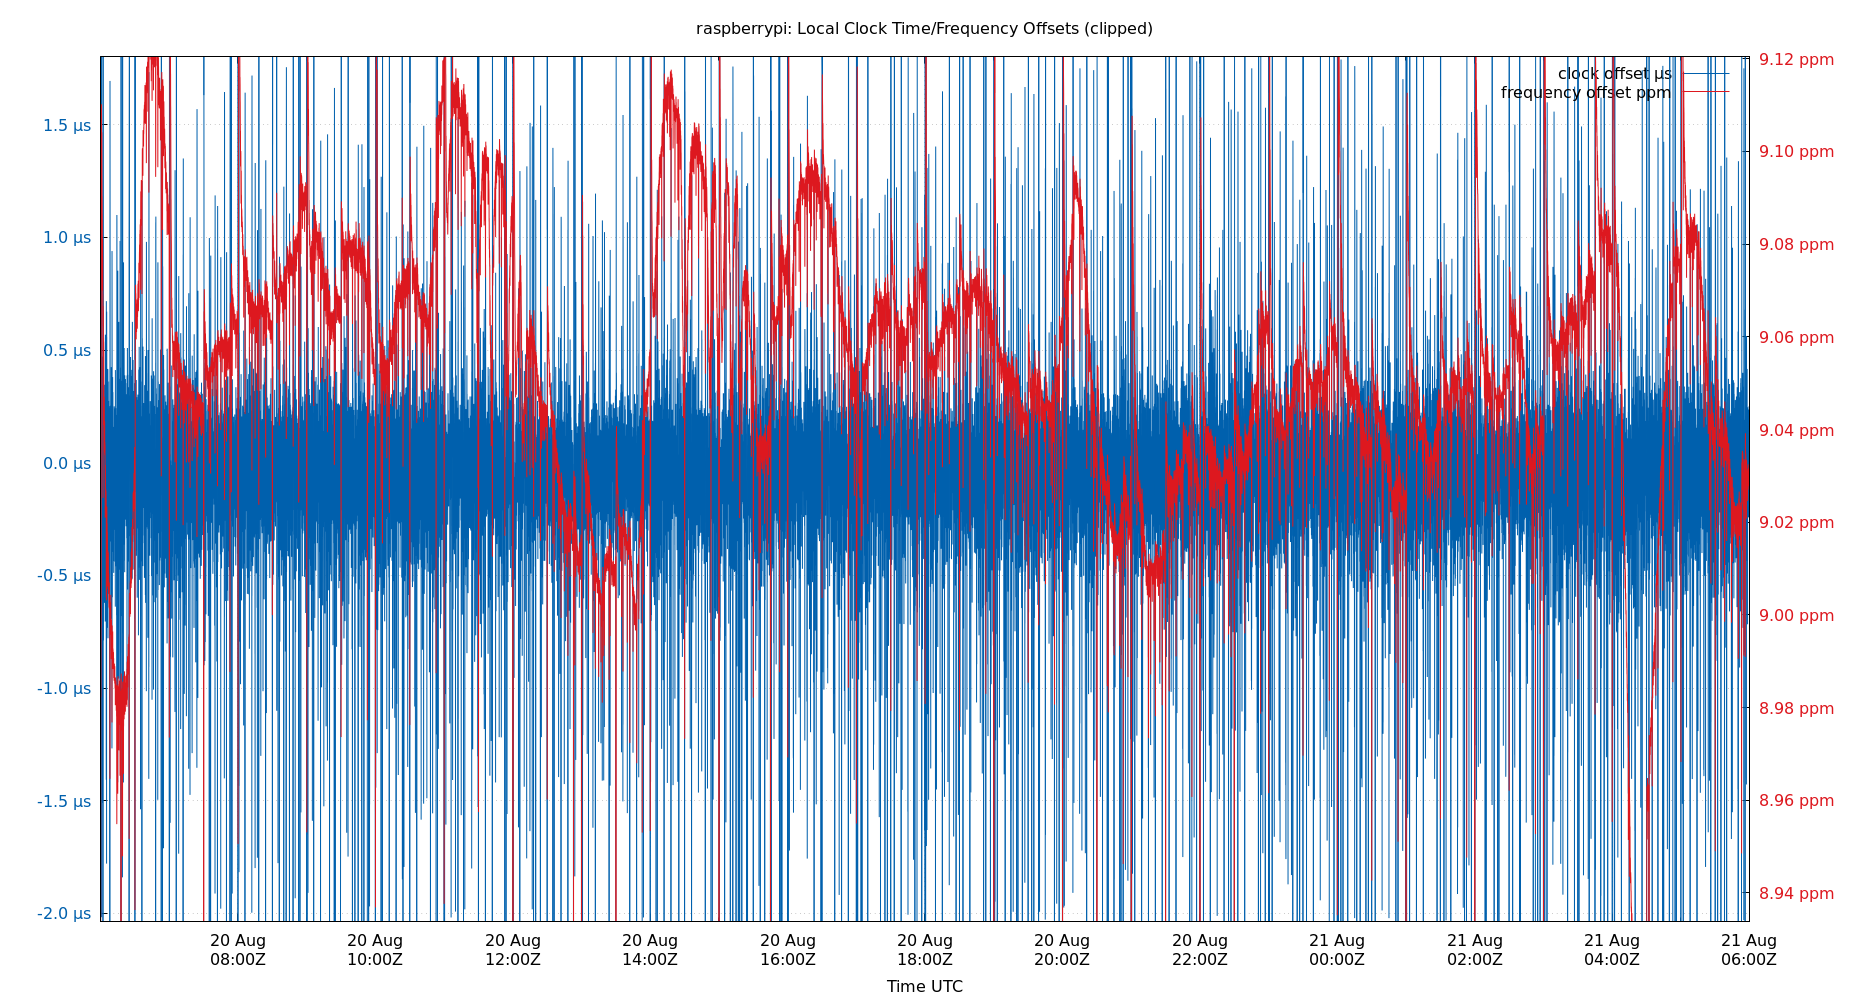 raspberrypi: Local Clock Time/Frequency Offsets (clipped)
clock offset µs
frequency offset ppm
1.5 µs
1.0 µs
0.5 µs
0.0 µs
-0.5 µs
-1.0 µs
-1.5 µs
-2.0 µs
9.12 ppm
9.10 ppm
9.08 ppm
9.06 ppm
9.04 ppm
9.02 ppm
9.00 ppm
8.98 ppm
8.96 ppm
8.94 ppm
20 Aug
08:00Z
20 Aug
10:00Z
20 Aug
12:00Z
20 Aug
14:00Z
20 Aug
16:00Z
20 Aug
18:00Z
20 Aug
20:00Z
20 Aug
22:00Z
21 Aug
00:00Z
21 Aug
02:00Z
21 Aug
04:00Z
21 Aug
06:00Z
Time UTC